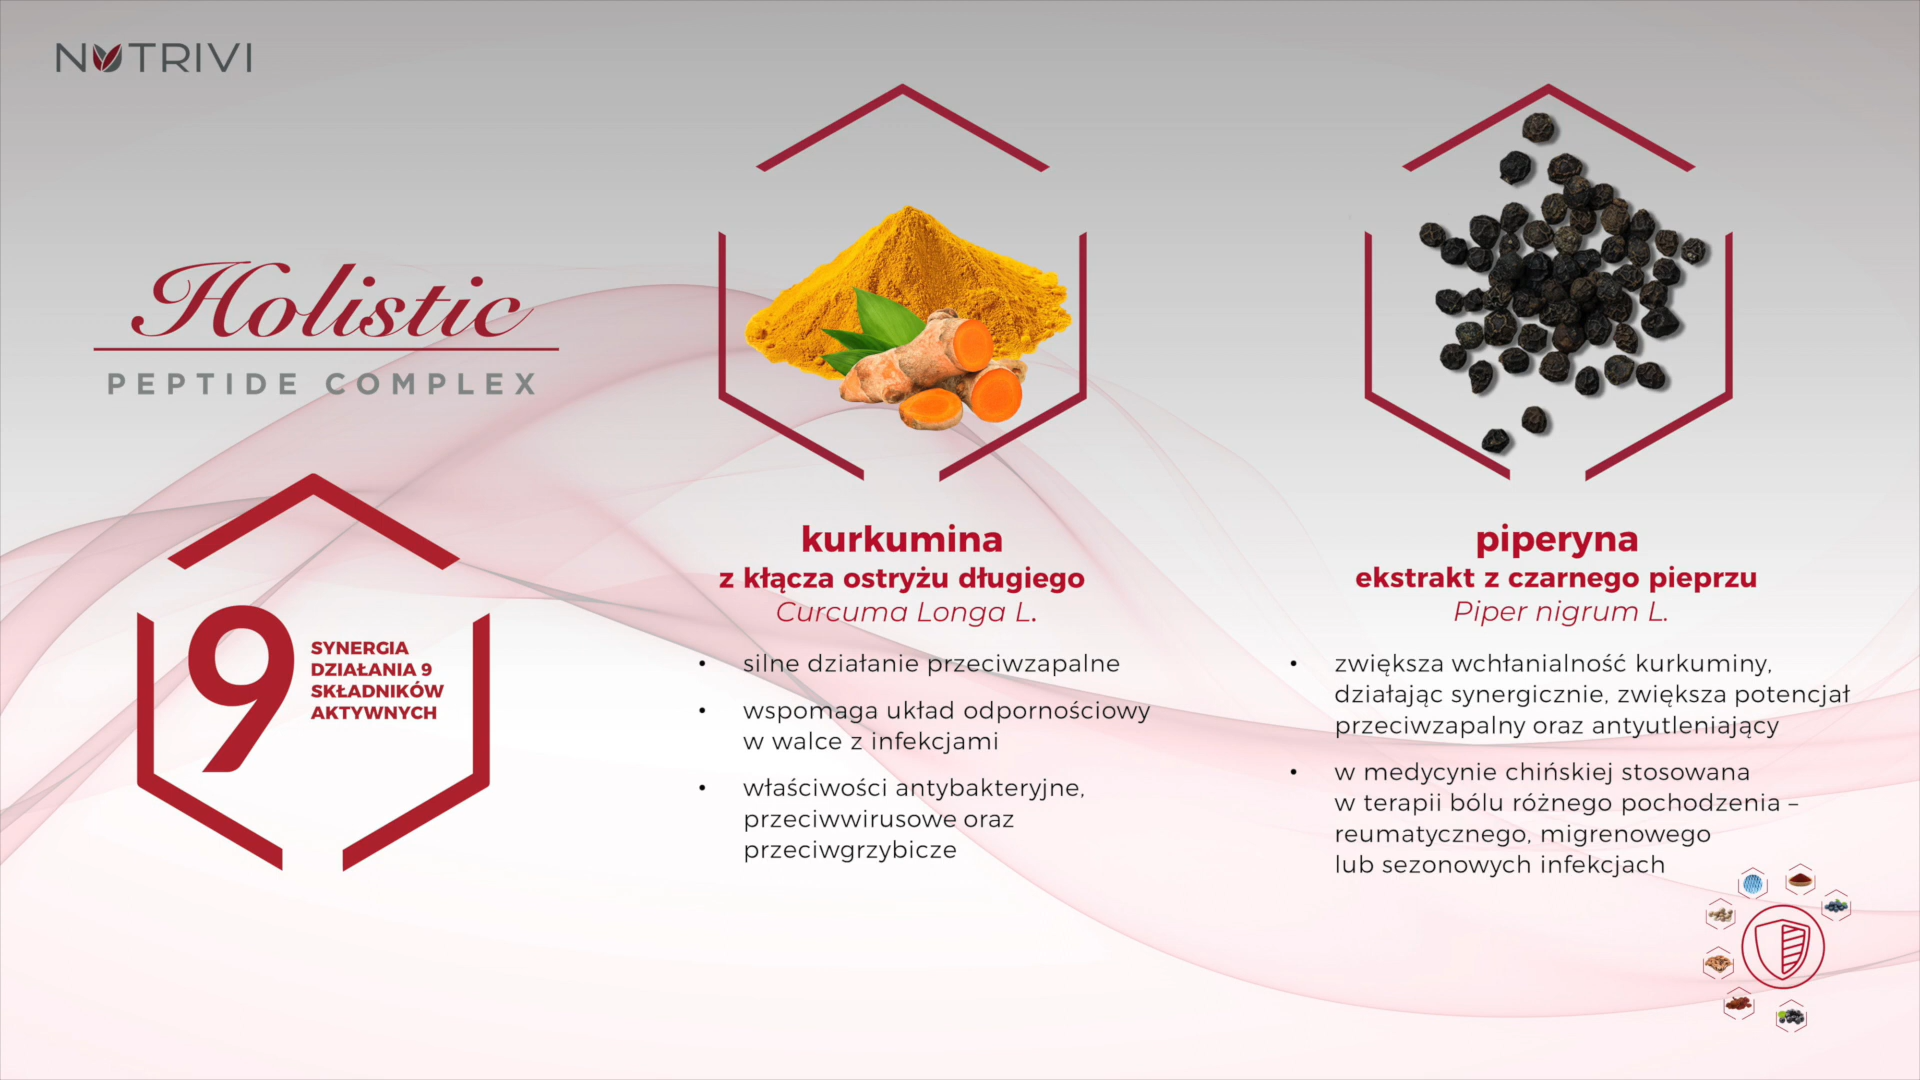 NUTRIVI
Holistic
PEPTIDE COMPLEX
9
SYNERGIA
DZIAŁANIA 9
SKŁADNIKÓW
AKTYWNYCH
kurkumina
z kłącza ostryżu długiego
Curcuma Longa L.
• silne działanie przeciwzapalne
• wspomaga układ odpornościowy
w walce z infekcjami
• właściwości antybakteryjne,
przeciwwirusowe oraz
przeciwgrzybicze
piperyna
ekstrakt z czarnego pieprzu
Piper nigrum L.
• zwiększa wchłanialność kurkuminy,
działając synergicznie, zwiększa potencjał
przeciwzapalny oraz antyutleniający
• w medycynie chińskiej stosowana
w terapii bólu różnego pochodzenia –
reumatycznego, migrenowego
lub sezonowych infekcjach